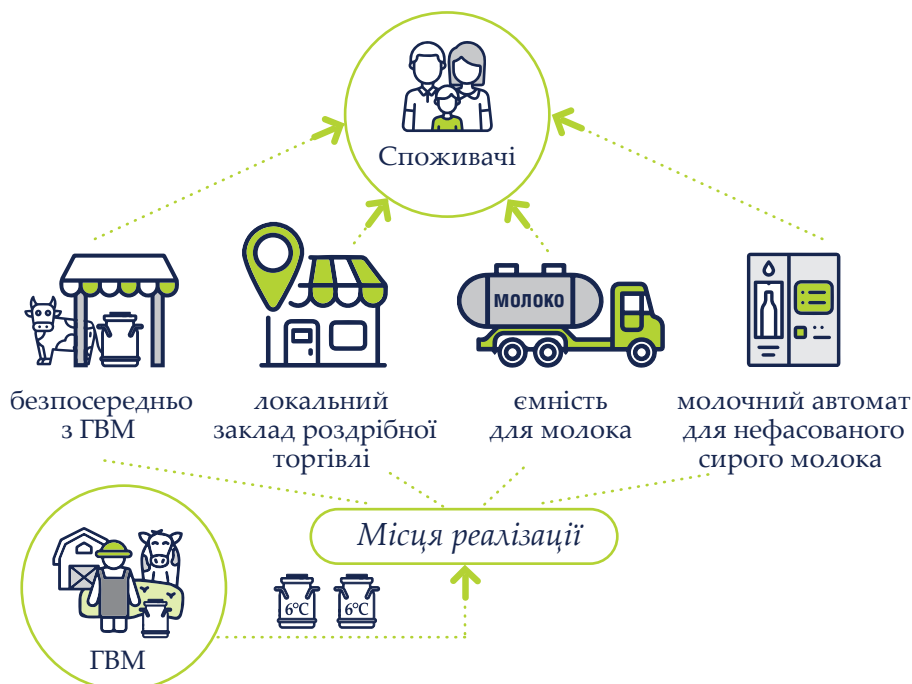 Споживачі
МОЛОКО
безпосередньо
з ГВМ
локальний
заклад роздрібної
торгівлі
ємність
для молока
молочний автомат
для нефасованого
сирого молока
Місця реалізації
6°C
6°C
ГВМ